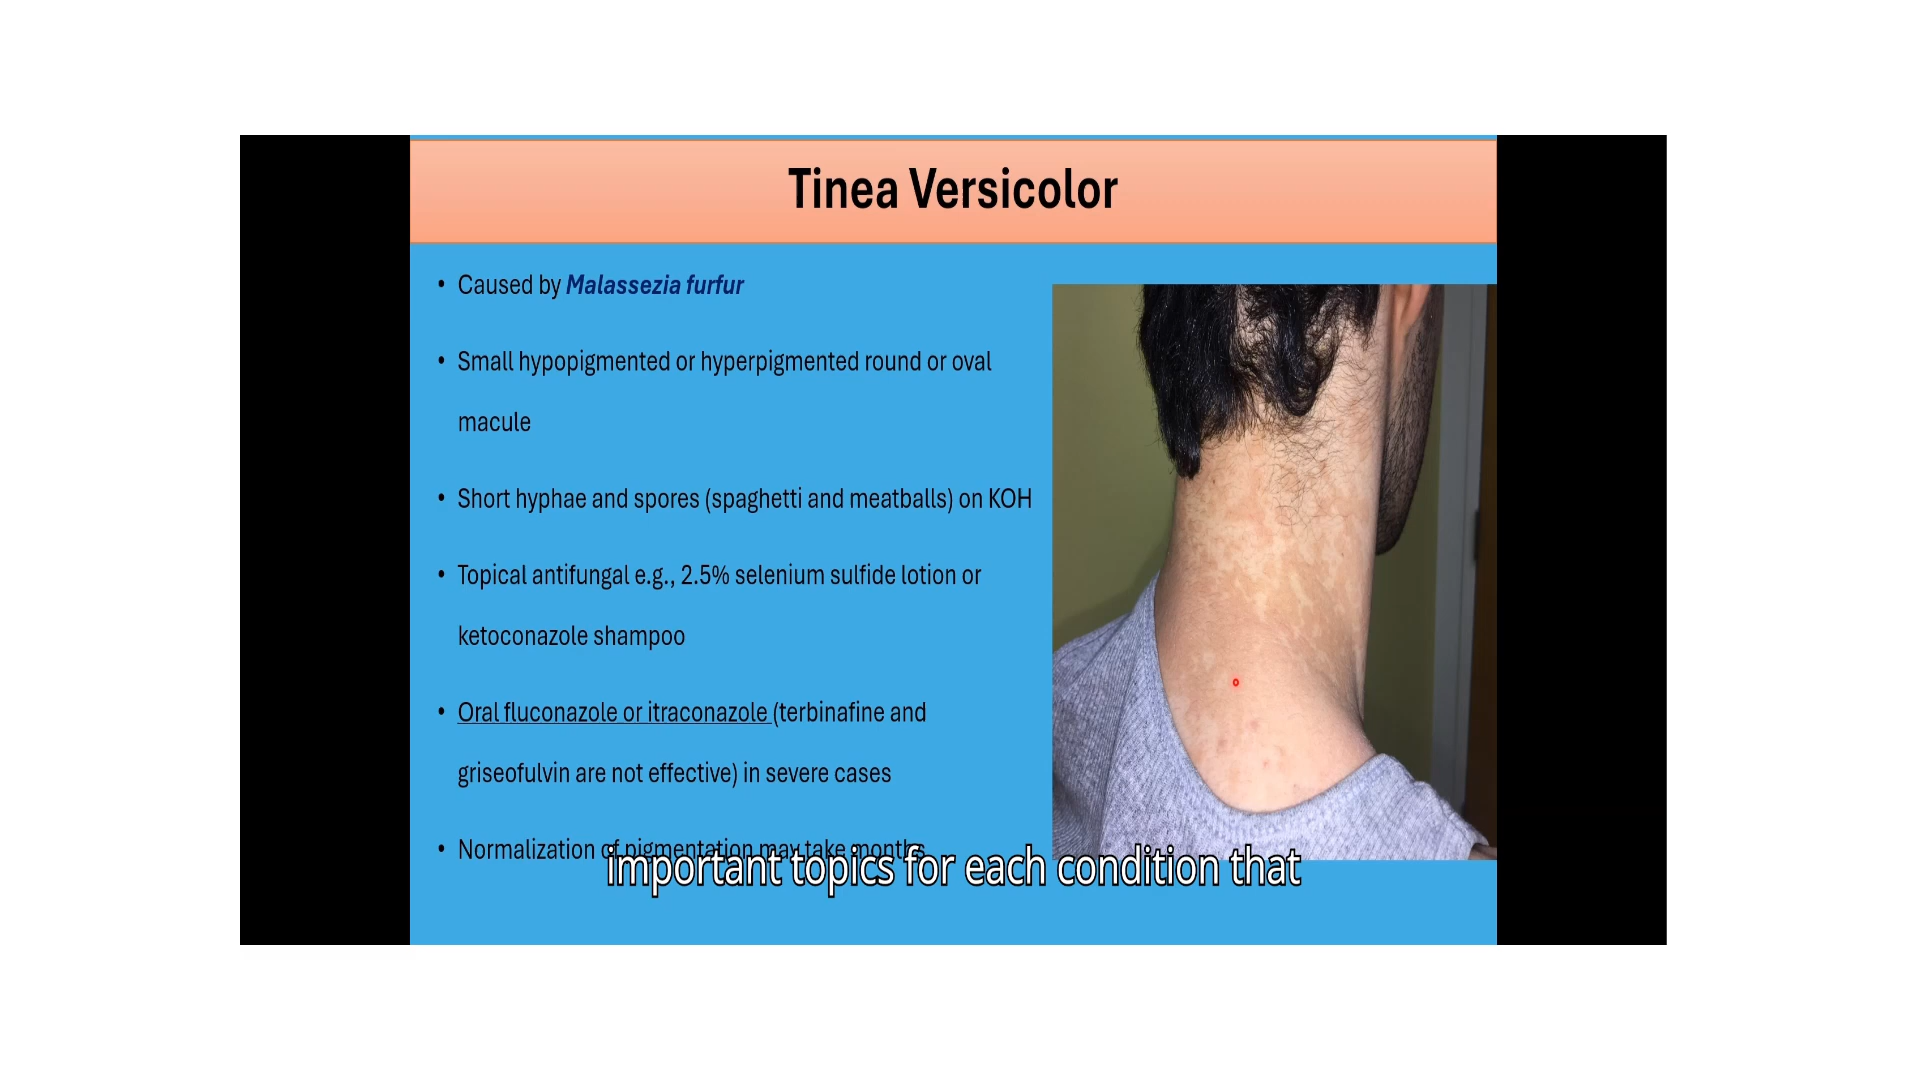 Tinea Versicolor
• Caused by Malassezia furfur
• Small hypopigmented or hyperpigmented round or oval
macule
• Short hyphae and spores (spaghetti and meatballs) on KOH
• Topical antifungal e.g., 2.5% selenium sulfide lotion or
ketoconazole shampoo
• Oral fluconazole or itraconazole (terbinafine and
griseofulvin are not effective) in severe cases
• Normalization of pigmentation may take months
important topics for each condition that